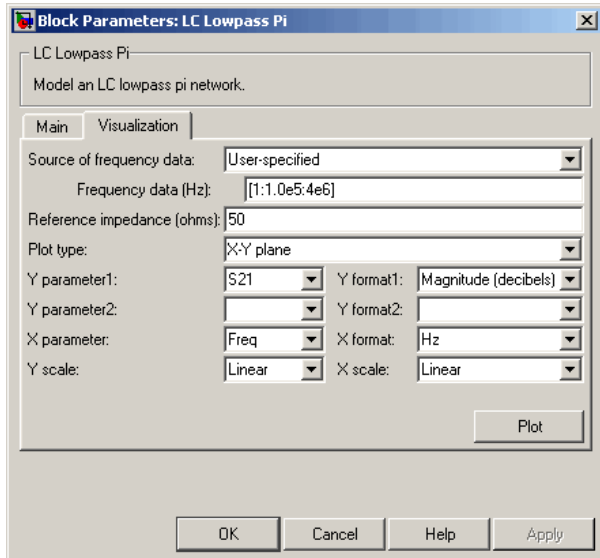 Block Parameters: LC Lowpass Pi
LC Lowpass Pi
Model an LC lowpass pi network.
Main Visualization
Source of frequency data: User-specified
Frequency data (Hz): [1:1.0e5:4e6]
Reference impedance (ohms): 50
Plot type: X-Y plane
Y parameter1: S21 Y format1: Magnitude (decibels)
Y parameter2: Y format2:
X parameter: Freq X format: Hz
Y scale: Linear X scale: Linear
Plot
OK Cancel Help Apply